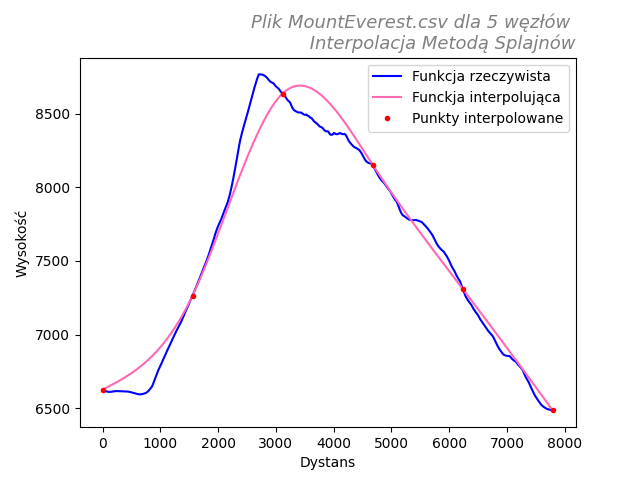 Plik MountEverest.csv dla 5 węzłów
Interpolacja Metodą Splajnów
Funkcja rzeczywista
Funckja interpolująca
Punkty interpolowane
Wysokość
8500
8000
7500
7000
6500
0 1000 2000 3000 4000 5000 6000 7000 8000
Dystans